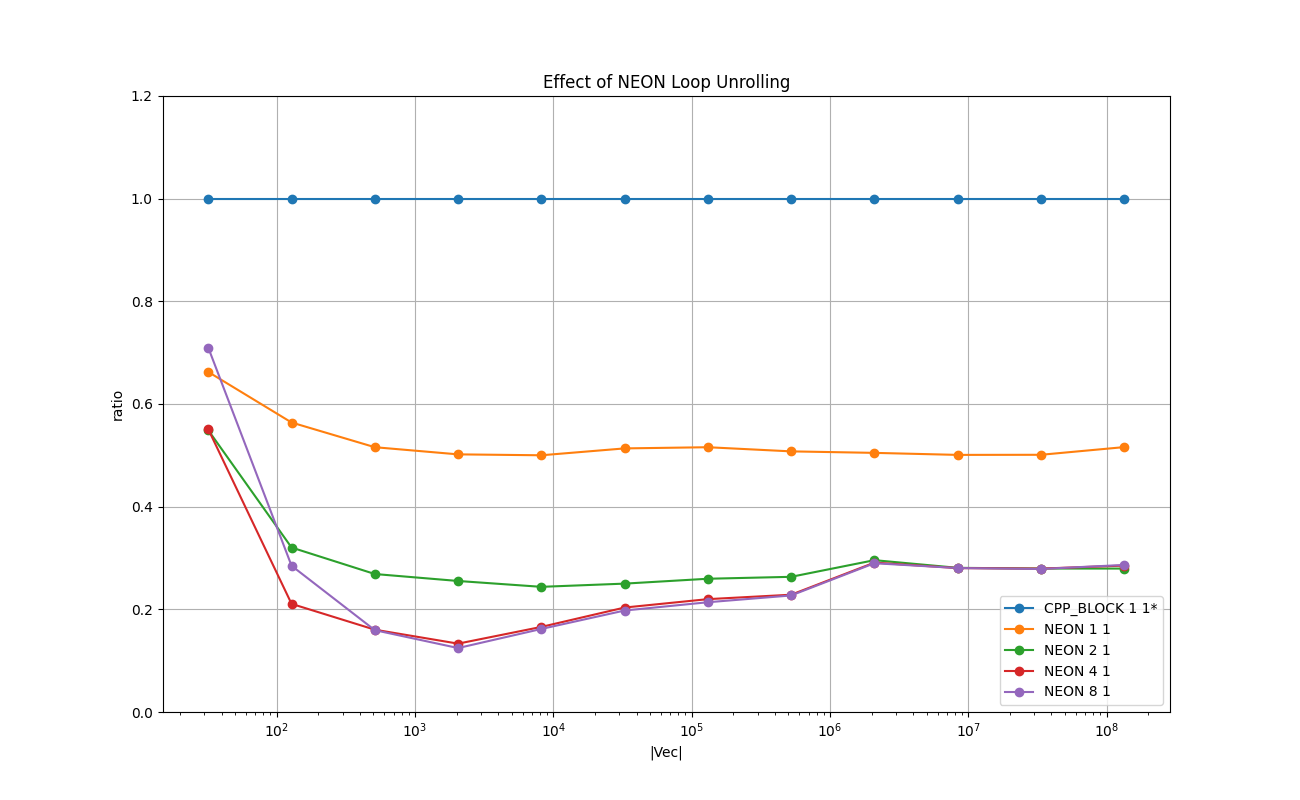 Effect of NEON Loop Unrolling
1.2
1.0
0.8
0.6
0.4
0.2
0.0
ratio
10²
10³
10⁴
10⁵
10⁶
10⁷
10⁸
|Vec|
CPP_BLOCK 1 1*
NEON 1 1
NEON 2 1
NEON 4 1
NEON 8 1